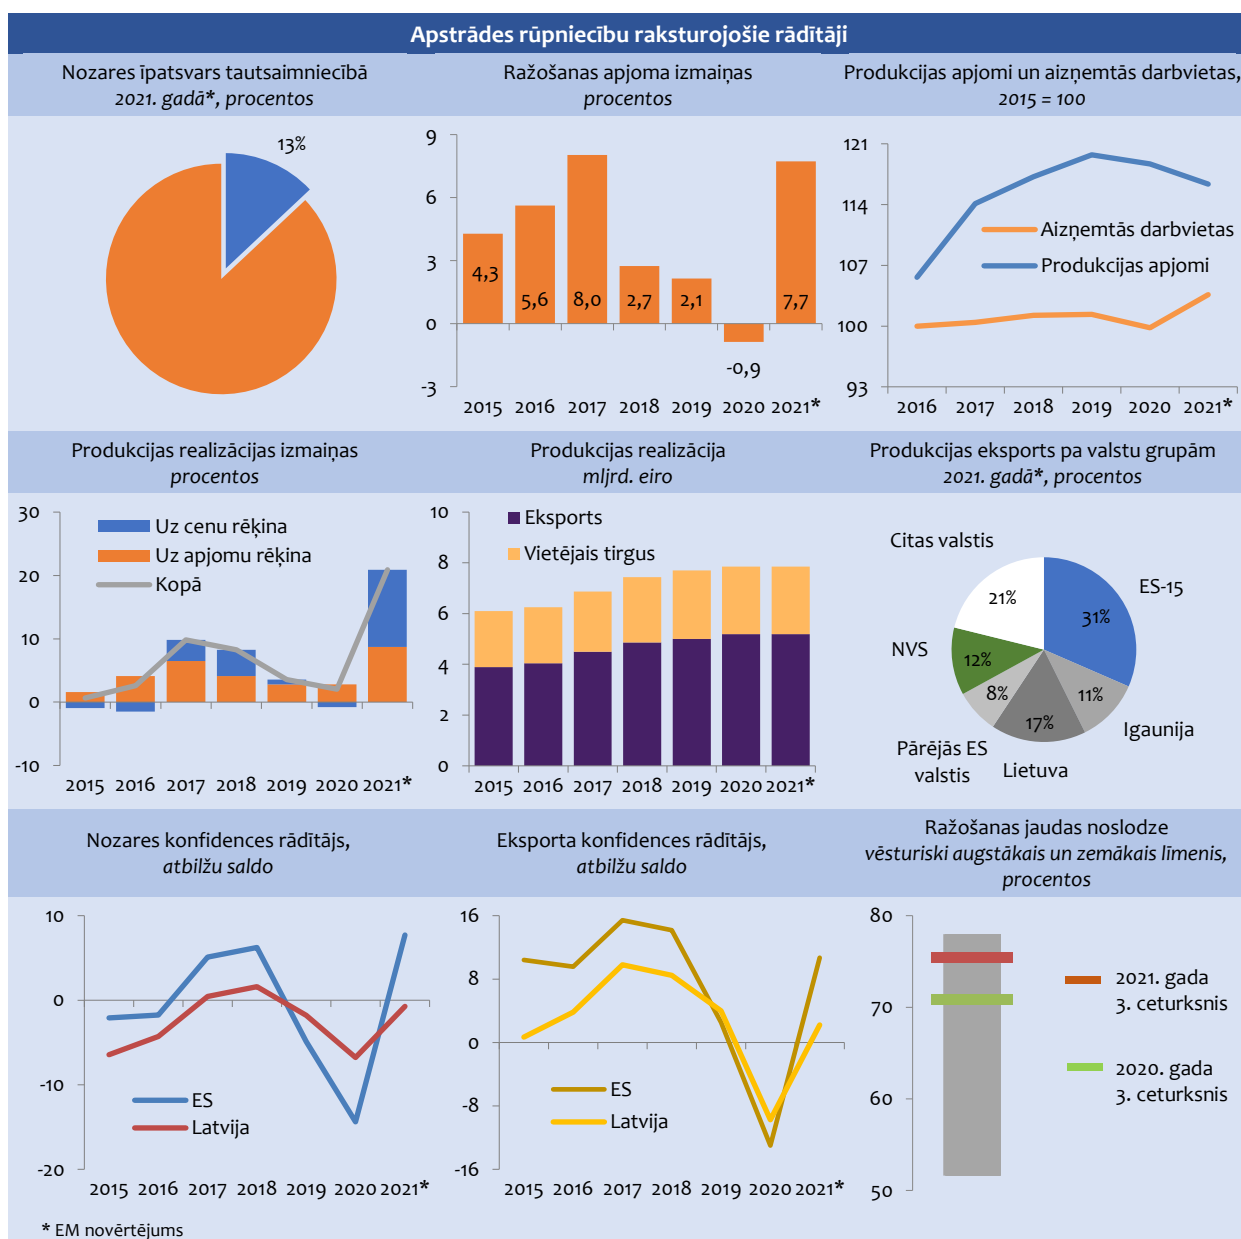 Apstrādes rūpniecību raksturojošie rādītāji
Nozares īpatsvars tautsaimniecībā
2021. gadā*, procentos
13%
Ražošanas apjoma izmaiņas
procentos
9
6
3
0
-3
4,3
5,6
8,0
2,7
2,1
-0,9
7,7
2015 2016 2017 2018 2019 2020 2021*
Produkcijas apjomi un aizņemtās darbvietas,
2015 = 100
121
114
107
100
93
Aizņemtās darbvietas
Produkcijas apjomi
2016 2017 2018 2019 2020 2021*
Produkcijas realizācijas izmaiņas
procentos
30
20
10
0
-10
Uz cenu rēķina
Uz apjomu rēķina
Kopā
2015 2016 2017 2018 2019 2020 2021*
Produkcijas realizācija
mljrd. eiro
10
8
6
4
2
0
Eksports
Vietējais tirgus
2015 2016 2017 2018 2019 2020 2021*
Produkcijas eksports pa valstu grupām
2021. gadā*, procentos
Citas valstis
21%
ES-15
31%
NVS
12%
8%
11%
17%
Igaunija
Pārējās ES
valstis
Lietuva
Nozares konfidences rādītājs,
atbilžu saldo
10
0
-10
-20
ES
Latvija
2015 2016 2017 2018 2019 2020 2021*
Eksporta konfidences rādītājs,
atbilžu saldo
16
8
0
-8
-16
ES
Latvija
2015 2016 2017 2018 2019 2020 2021*
Ražošanas jaudas noslodze
vēsturiski augstākais un zemākais līmenis,
procentos
80
70
60
50
2021. gada
3. ceturksnis
2020. gada
3. ceturksnis
* EM novērtējums